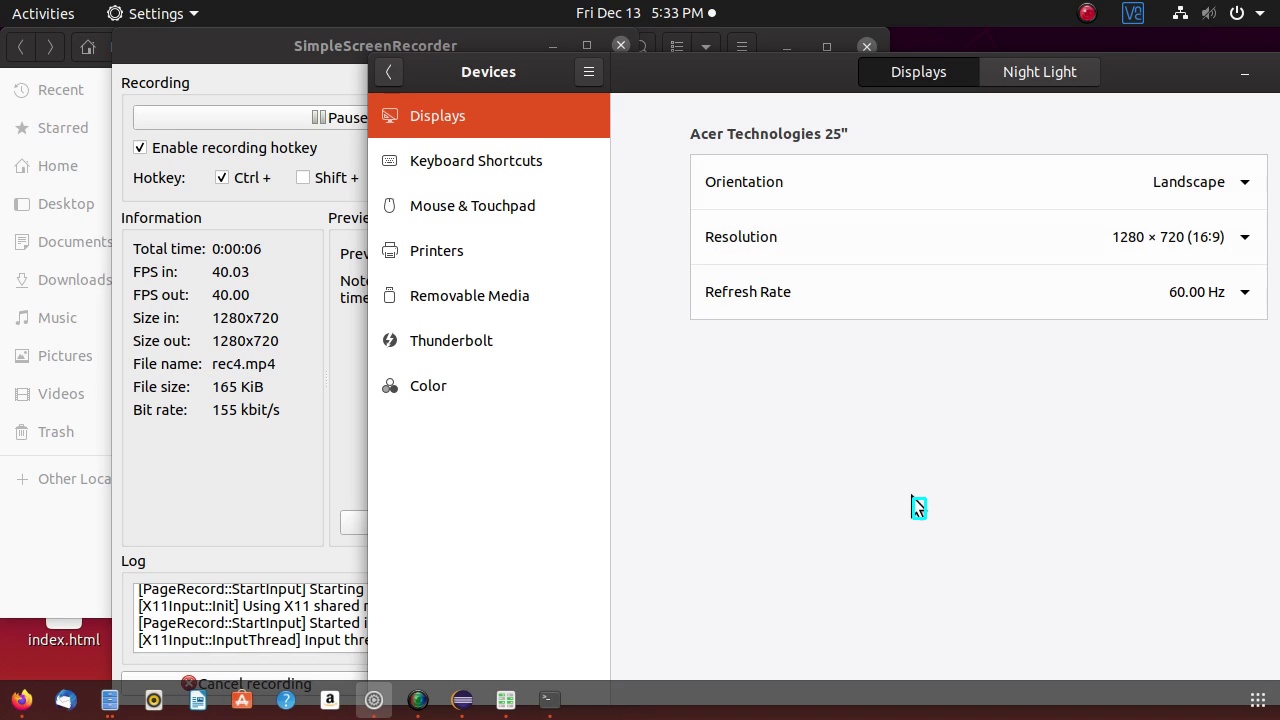 Activities
Settings
Fri Dec 13 5:33 PM
SimpleScreenRecorder
Devices
Displays
Night Light
Recent
Starred
Home
Desktop
Documents
Downloads
Music
Pictures
Videos
Trash
Other Loca
index.html
Recording
Pause
Enable recording hotkey
Hotkey:
Ctrl +
Shift +
Information
Total time: 0:00:06
FPS in: 40.03
FPS out: 40.00
Size in: 1280x720
Size out: 1280x720
File name: rec4.mp4
File size: 165 KiB
Bit rate: 155 kbit/s
Previe
Prev
Note
time
Log
[PageRecord::StartInput] Starting
[X11Input::Init] Using X11 shared
[PageRecord::StartInput] Started i
[X11Input::InputThread] Input thre
Cancel recording
Displays
Keyboard Shortcuts
Mouse & Touchpad
Printers
Removable Media
Thunderbolt
Color
Acer Technologies 25"
Orientation
Landscape
Resolution
1280 × 720 (16:9)
Refresh Rate
60.00 Hz